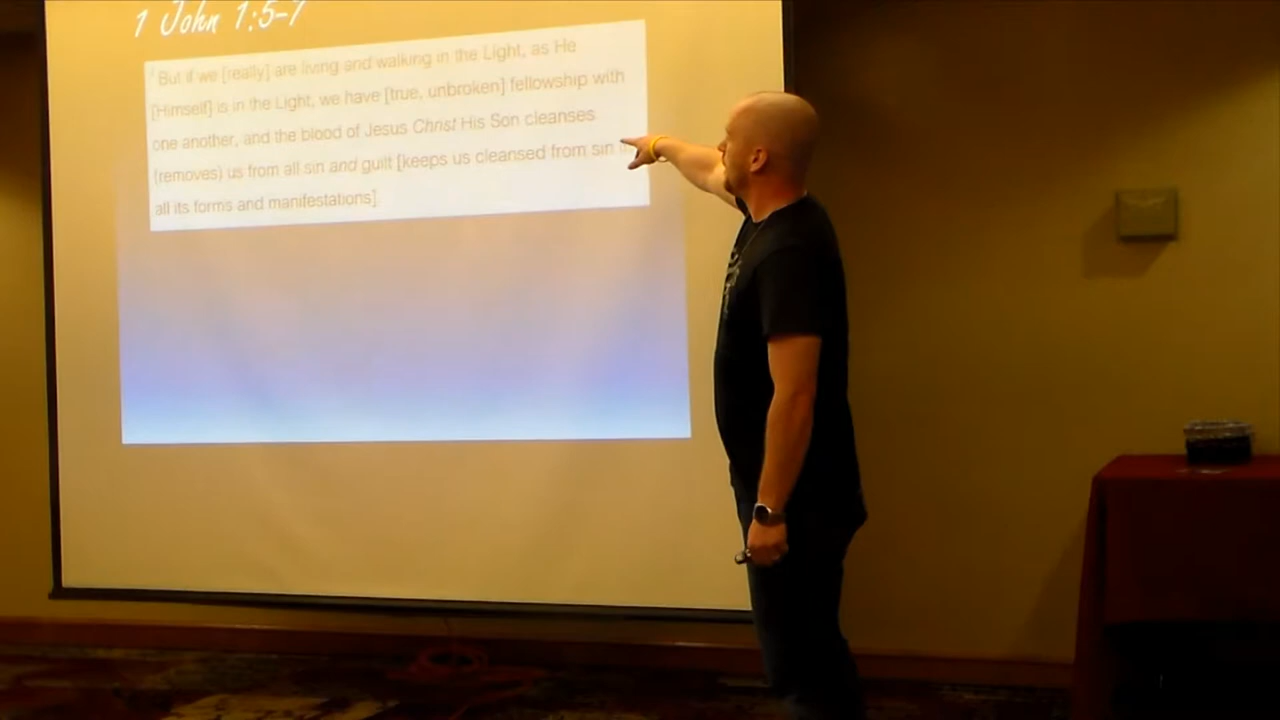 1 John 1:5-7
7 But if we [really] are living and walking in the Light, as He
[Himself] is in the Light, we have [true, unbroken] fellowship with
one another, and the blood of Jesus Christ His Son cleanses
(removes) us from all sin and guilt [keeps us cleansed from sin
all its forms and manifestations].